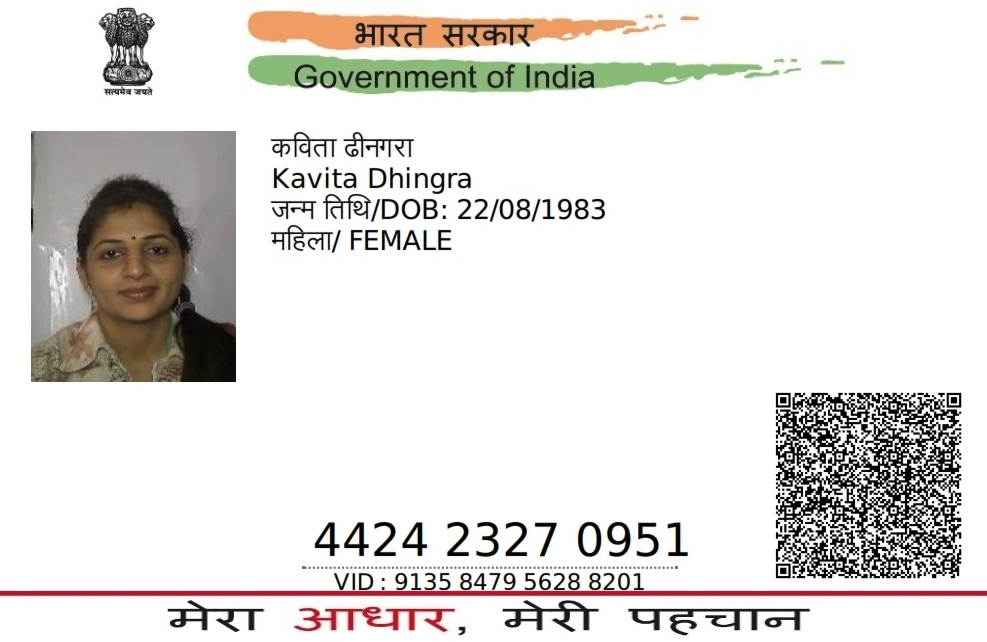 भारत सरकार
Government of India
सत्यमेव जयते
कविता ढीनगरा
Kavita Dhingra
जन्म तिथि/DOB: 22/08/1983
महिला/ FEMALE
4424 2327 0951
VID : 9135 8479 5628 8201
मेरा आधार, मेरी पहचान